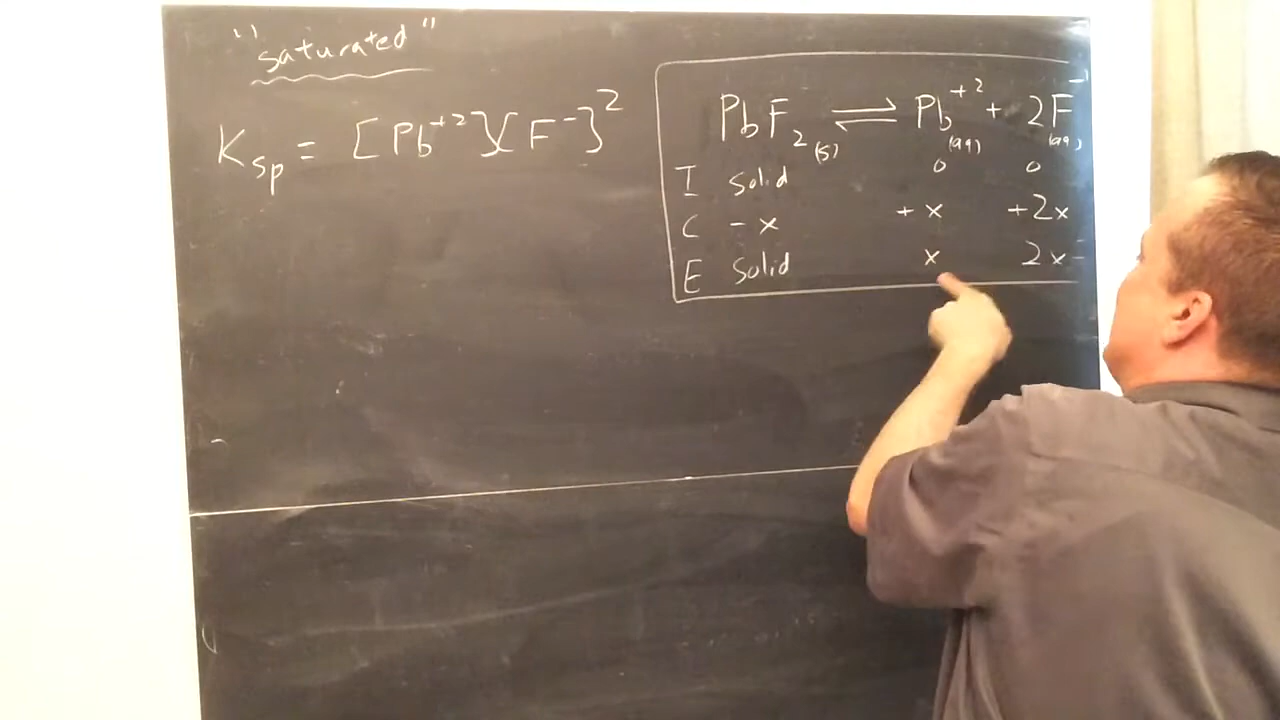 "saturated"
Ksp = [Pb⁺²][F⁻]²
PbF₂(s) ⇌ Pb⁺²(aq) + 2F⁻¹(aq)
I solid 0 0
C - x + x + 2x
E Solid x 2x